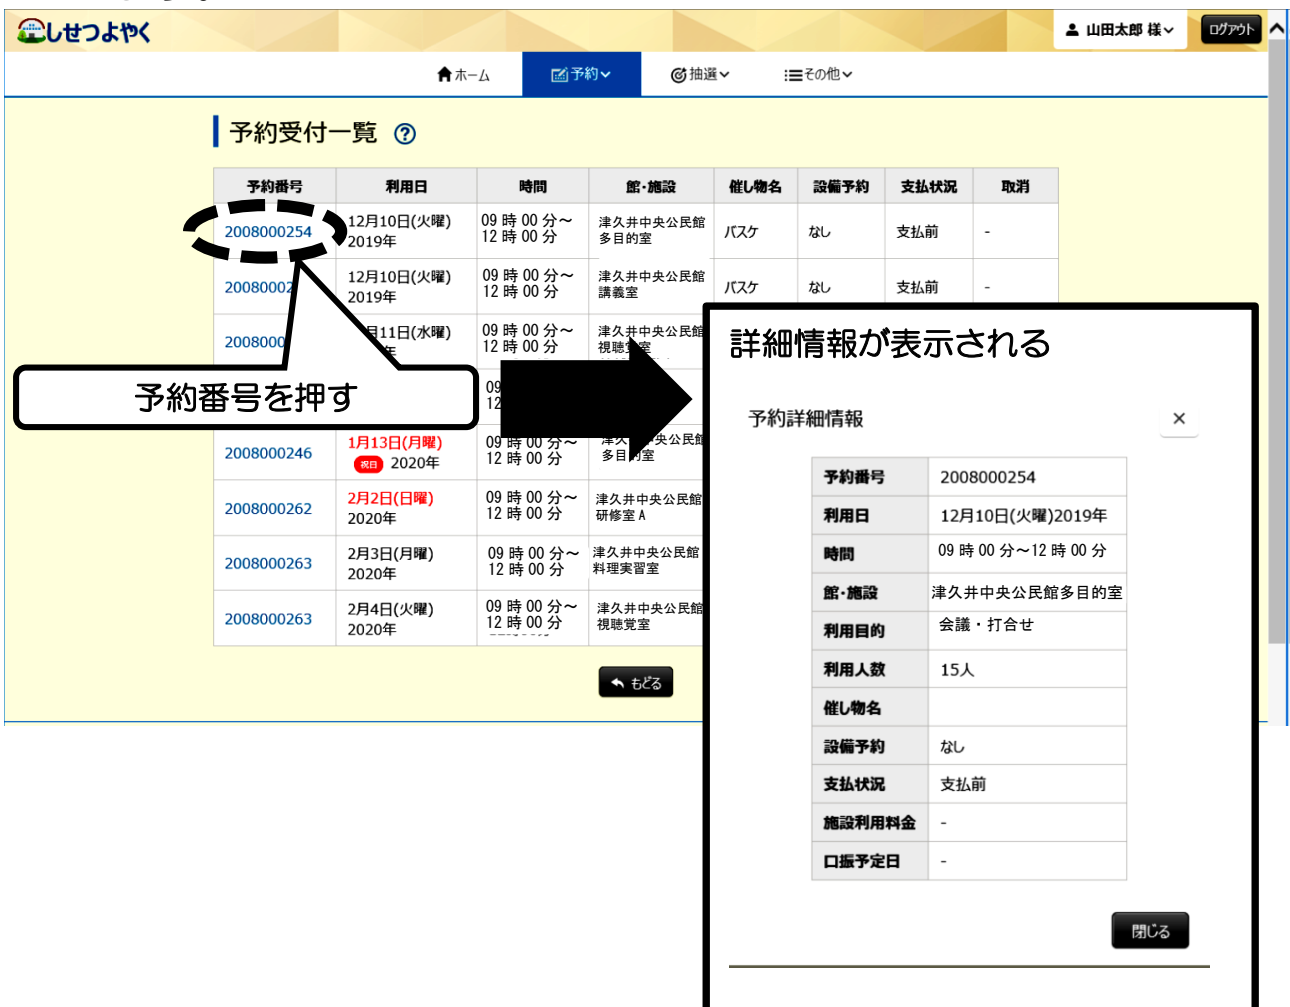 しせつよやく
山田太郎 様
ログアウト
ホーム 予約 抽選 その他
予約受付一覧 ?
予約番号 利用日 時間 館・施設 催し物名 設備予約 支払状況 取消
2008000254 12月10日(火曜) 2019年 09 時 00 分～ 12 時 00 分 津久井中央公民館 多目的室 バスケ なし 支払前 -
12月10日(火曜) 2019年 09 時 00 分～ 12 時 00 分 津久井中央公民館 講義室 バスケ なし 支払前 -
月11日(水曜) 09 時 00 分～ 12 時 00 分 津久井中央公民館
予約番号を押す
2008000246 1月13日(月曜) 祝日 2020年 09 時 00 分～ 12 時 00 分
2008000262 2月2日(日曜) 2020年 09 時 00 分～ 12 時 00 分 津久井中央公民館 研修室 A
2008000263 2月3日(月曜) 2020年 09 時 00 分～ 12 時 00 分 津久井中央公民館 料理実習室
2008000263 2月4日(火曜) 2020年 09 時 00 分～ 12 時 00 分 津久井中央公民館 視聴覚室
もどる
詳細情報が表示される
予約詳細情報 ×
予約番号 2008000254
利用日 12月10日(火曜)2019年
時間 09 時 00 分～12 時 00 分
館・施設 津久井中央公民館多目的室
利用目的 会議・打合せ
利用人数 15人
催し物名
設備予約 なし
支払状況 支払前
施設利用料金 -
口振予定日 -
閉じる